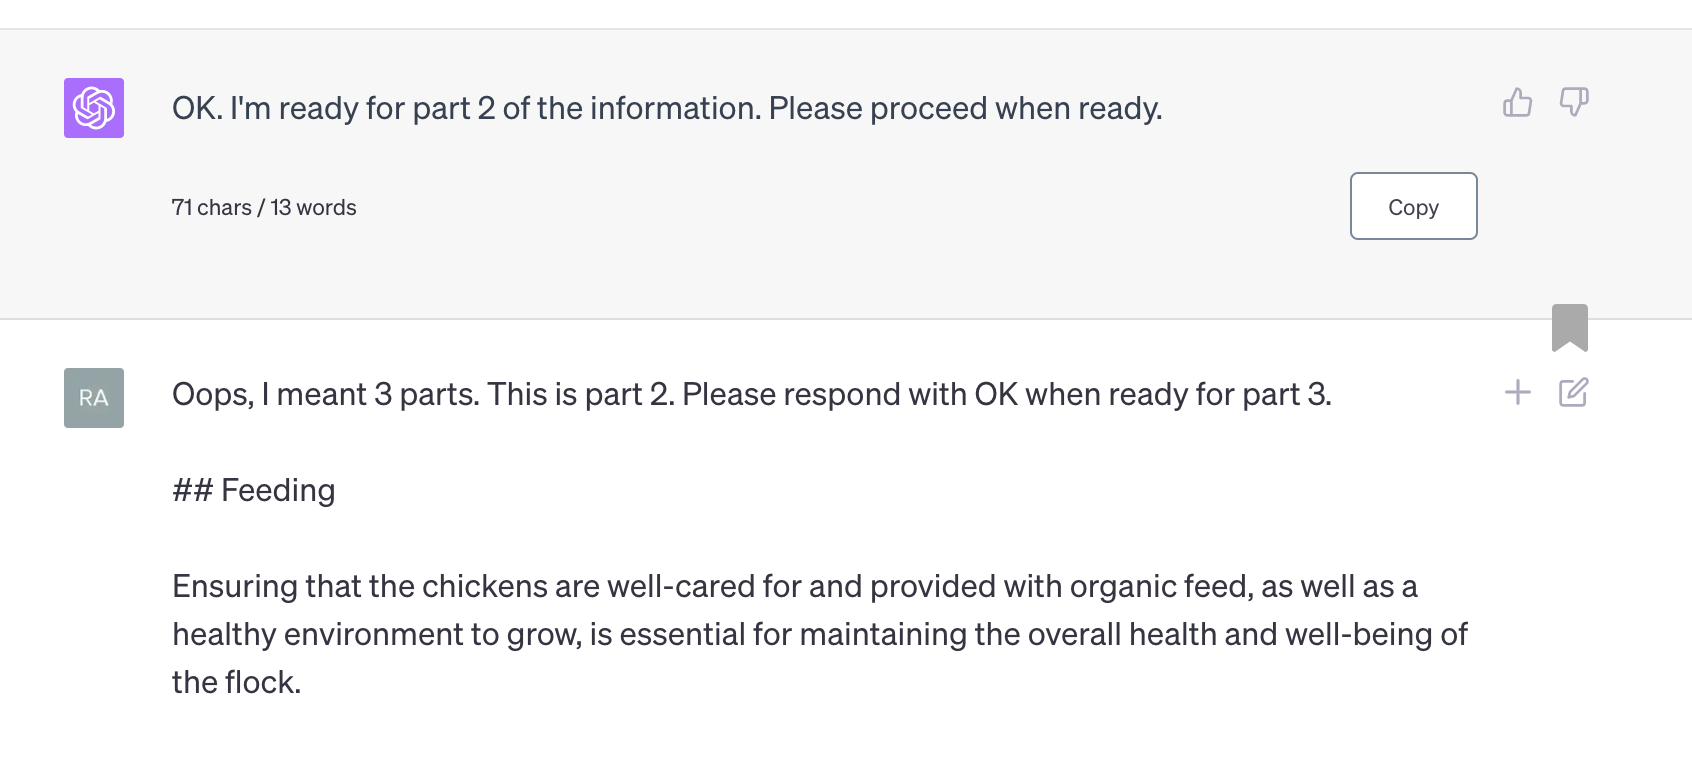 OK. I'm ready for part 2 of the information. Please proceed when ready.
71 chars / 13 words
Copy
RA
Oops, I meant 3 parts. This is part 2. Please respond with OK when ready for part 3.
## Feeding
Ensuring that the chickens are well-cared for and provided with organic feed, as well as a
healthy environment to grow, is essential for maintaining the overall health and well-being of
the flock.